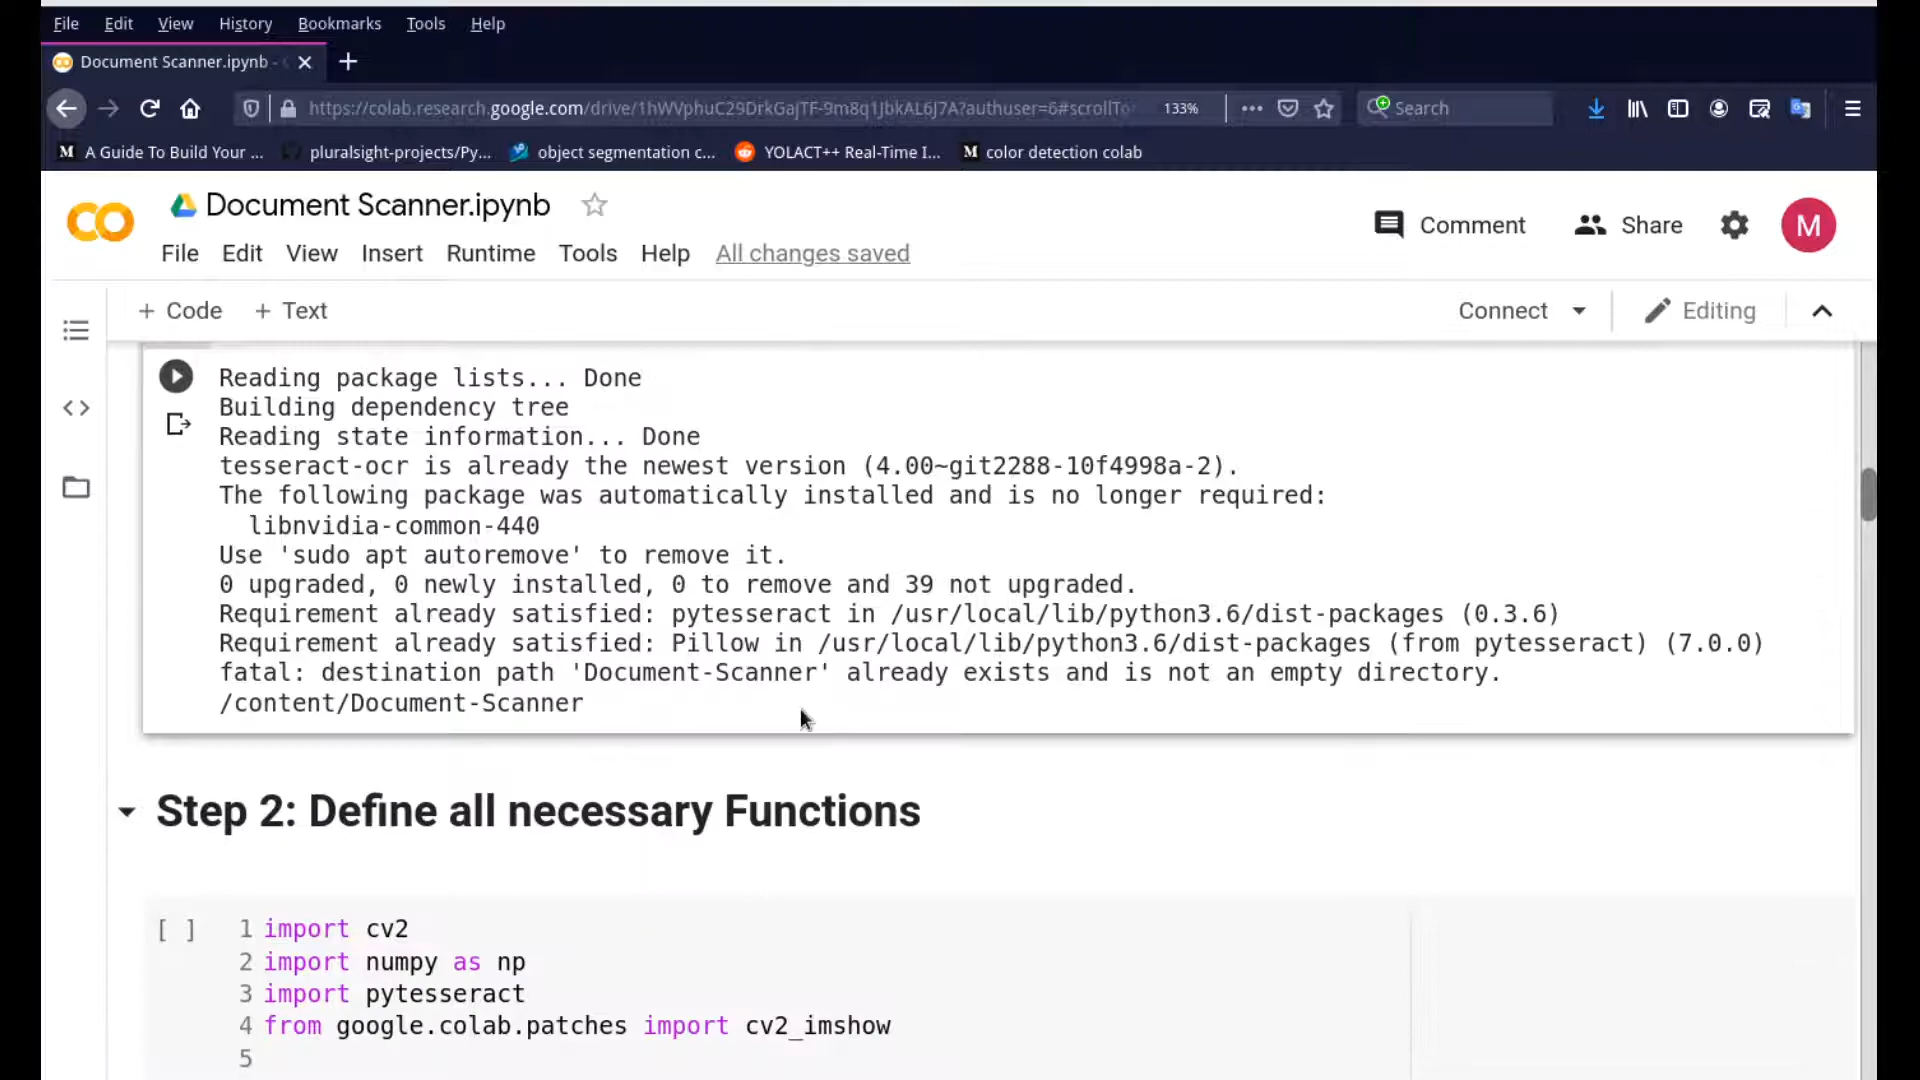 File Edit View History Bookmarks Tools Help
Document Scanner.ipynb -
https://colab.research.google.com/drive/1hWVphuC29DrkGajTF-9m8q1JbkAL6J7A?authuser=6#scrollTo 133% Search
M A Guide To Build Your ... pluralsight-projects/Py... object segmentation c... YOLACT++ Real-Time I... M color detection colab
CO Document Scanner.ipynb
Comment Share M
File Edit View Insert Runtime Tools Help All changes saved
+ Code + Text Connect Editing
Reading package lists... Done
Building dependency tree
Reading state information... Done
tesseract-ocr is already the newest version (4.00~git2288-10f4998a-2).
The following package was automatically installed and is no longer required:
libnvidia-common-440
Use 'sudo apt autoremove' to remove it.
0 upgraded, 0 newly installed, 0 to remove and 39 not upgraded.
Requirement already satisfied: pytesseract in /usr/local/lib/python3.6/dist-packages (0.3.6)
Requirement already satisfied: Pillow in /usr/local/lib/python3.6/dist-packages (from pytesseract) (7.0.0)
fatal: destination path 'Document-Scanner' already exists and is not an empty directory.
/content/Document-Scanner
Step 2: Define all necessary Functions
[ ] 1 import cv2
2 import numpy as np
3 import pytesseract
4 from google.colab.patches import cv2_imshow
5